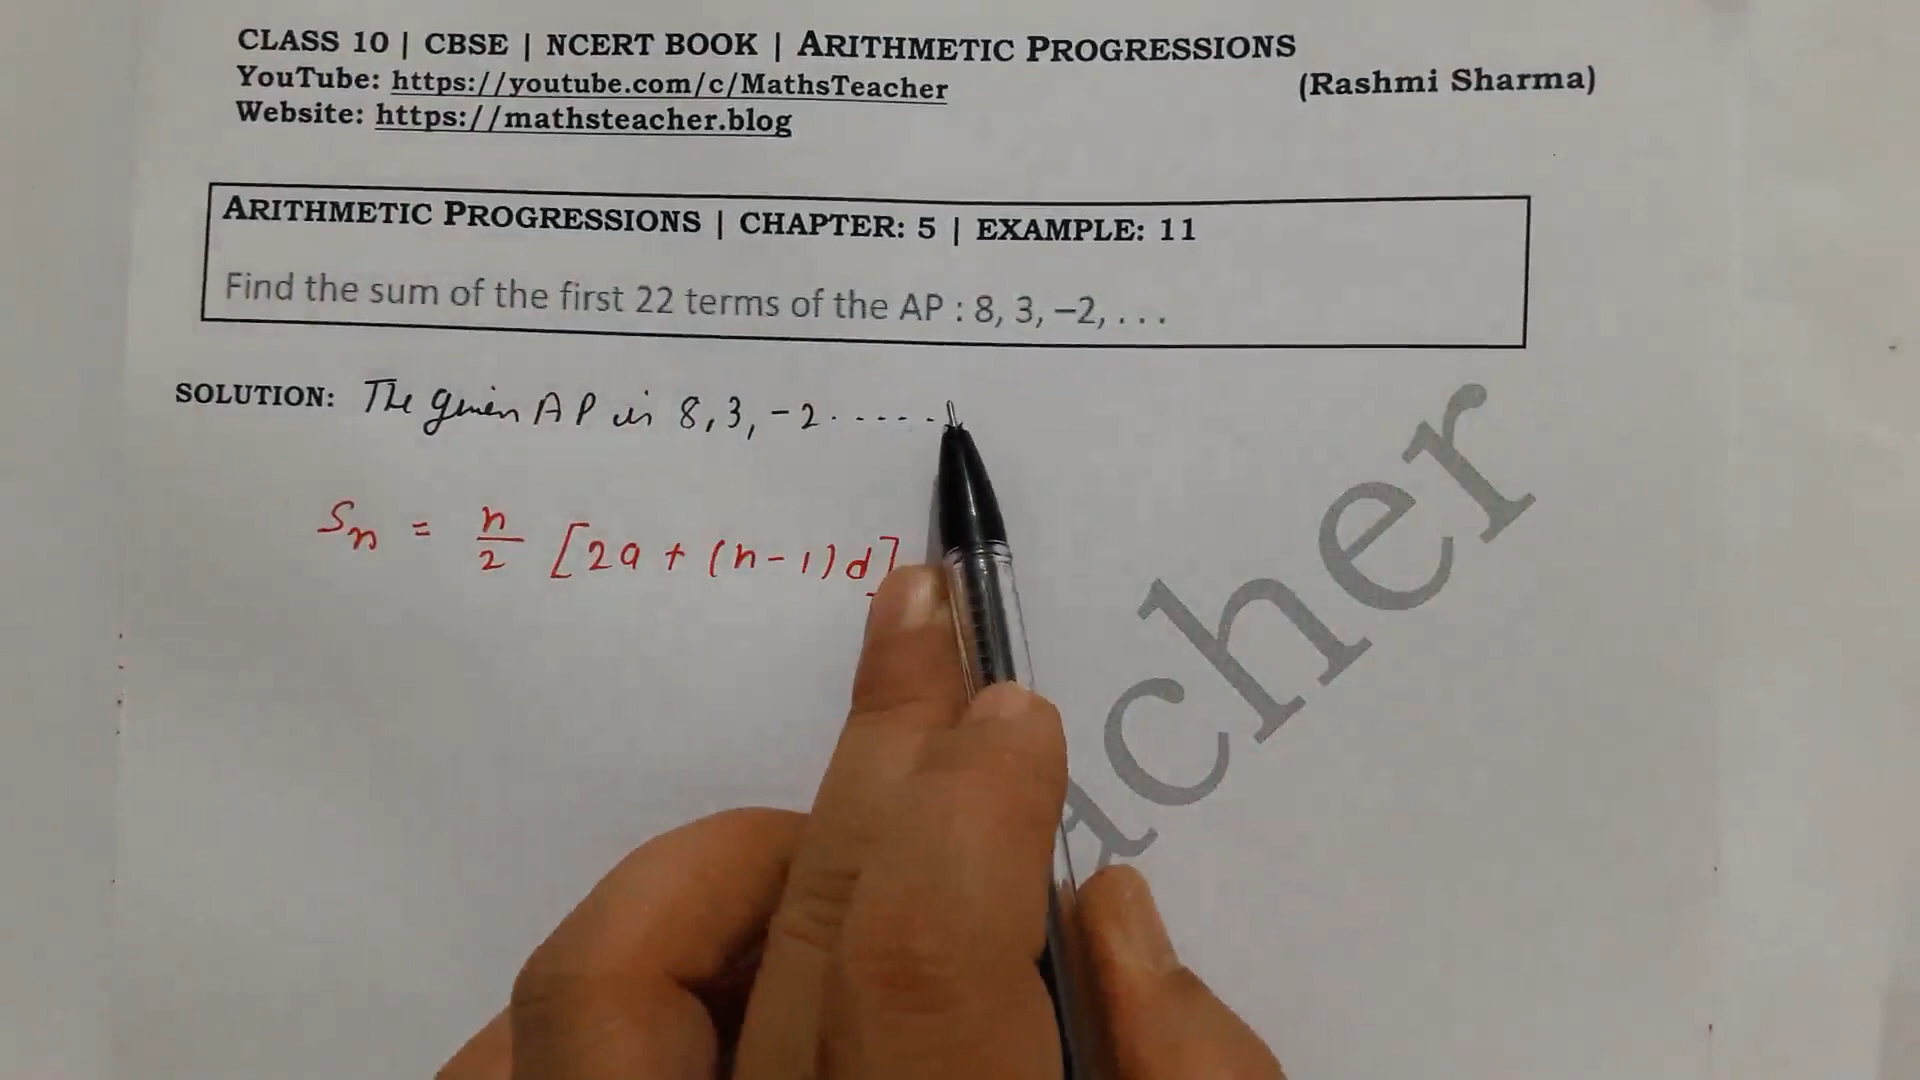 CLASS 10 | CBSE | NCERT BOOK | ARITHMETIC PROGRESSIONS
YouTube: https://youtube.com/c/MathsTeacher
(Rashmi Sharma)
Website: https://mathsteacher.blog
ARITHMETIC PROGRESSIONS | CHAPTER: 5 | EXAMPLE: 11
Find the sum of the first 22 terms of the AP : 8, 3, –2, . . .
SOLUTION: The given AP is 8, 3, -2 . - - - - .
Sn = n/2 [2a + (n-1)d]
acher